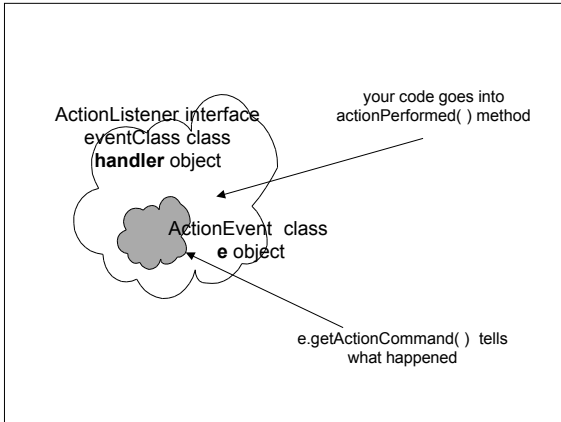 ActionListener interface
eventClass class
handler object
your code goes into
actionPerformed( ) method
ActionEvent class
e object
e.getActionCommand( ) tells
what happened